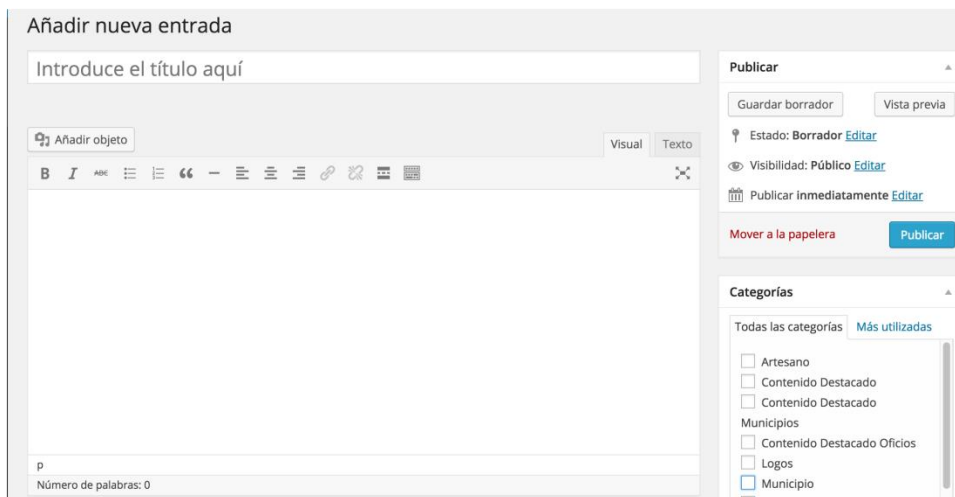 Añadir nueva entrada
Introduce el título aquí
Añadir objeto
Visual
Texto
B I ABC
p
Número de palabras: 0
Publicar
Guardar borrador
Vista previa
Estado: Borrador Editar
Visibilidad: Público Editar
Publicar inmediatamente Editar
Mover a la papelera
Publicar
Categorías
Todas las categorías
Más utilizadas
Artesano
Contenido Destacado
Contenido Destacado
Municipios
Contenido Destacado Oficios
Logos
Municipio